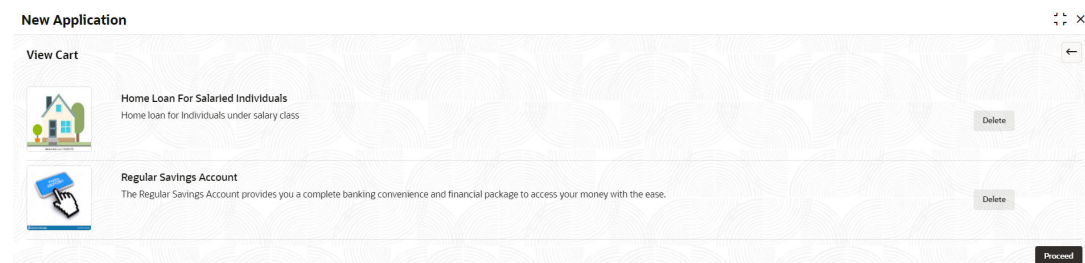 New Application
View Cart
Home Loan For Salaried Individuals
Home loan for Individuals under salary class
Delete
Regular Savings Account
The Regular Savings Account provides you a complete banking convenience and financial package to access your money with the ease.
Delete
Proceed